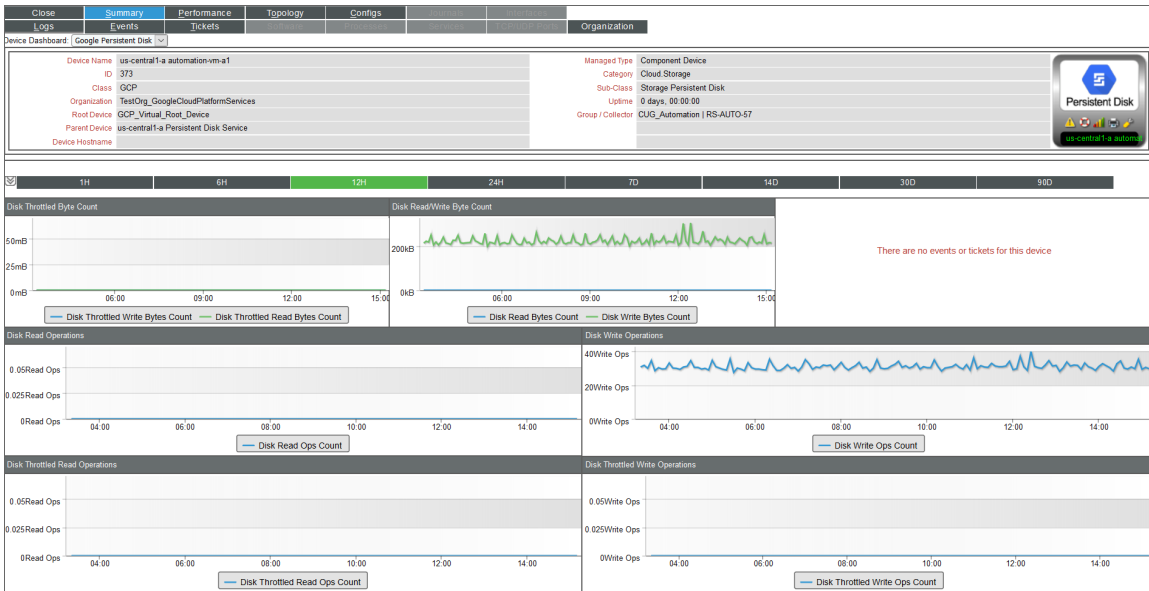 Close Summary Performance Topology Configs Journals Interfaces
Logs Events Tickets Software Processes Services TCP/UDP Ports Organization
Device Dashboard: Google Persistent Disk
Device Name us-central1-a automation-vm-a1 Managed Type Component Device
ID 373 Category Cloud.Storage
Class GCP Sub-Class Storage Persistent Disk
Organization TestOrg_GoogleCloudPlatformServices Uptime 0 days, 00:00:00
Root Device GCP_Virtual_Root_Device Group / Collector CUG_Automation | RS-AUTO-57
Parent Device us-central1-a Persistent Disk Service
Device Hostname
Persistent Disk
us-central1-a automat
1H 6H 12H 24H 7D 14D 30D 90D
Disk Throttled Byte Count
50mB
25mB
0mB
06:00 09:00 12:00 15:00
Disk Throttled Write Bytes Count Disk Throttled Read Bytes Count
Disk Read/Write Byte Count
200kB
0kB
06:00 09:00 12:00 15:00
Disk Read Bytes Count Disk Write Bytes Count
There are no events or tickets for this device
Disk Read Operations
0.05Read Ops
0.025Read Ops
0Read Ops
04:00 06:00 08:00 10:00 12:00 14:00
Disk Read Ops Count
Disk Write Operations
40Write Ops
20Write Ops
0Write Ops
04:00 06:00 08:00 10:00 12:00 14:00
Disk Write Ops Count
Disk Throttled Read Operations
0.05Read Ops
0.025Read Ops
0Read Ops
04:00 06:00 08:00 10:00 12:00 14:00
Disk Throttled Read Ops Count
Disk Throttled Write Operations
0.05Write Ops
0.025Write Ops
0Write Ops
04:00 06:00 08:00 10:00 12:00 14:00
Disk Throttled Write Ops Count